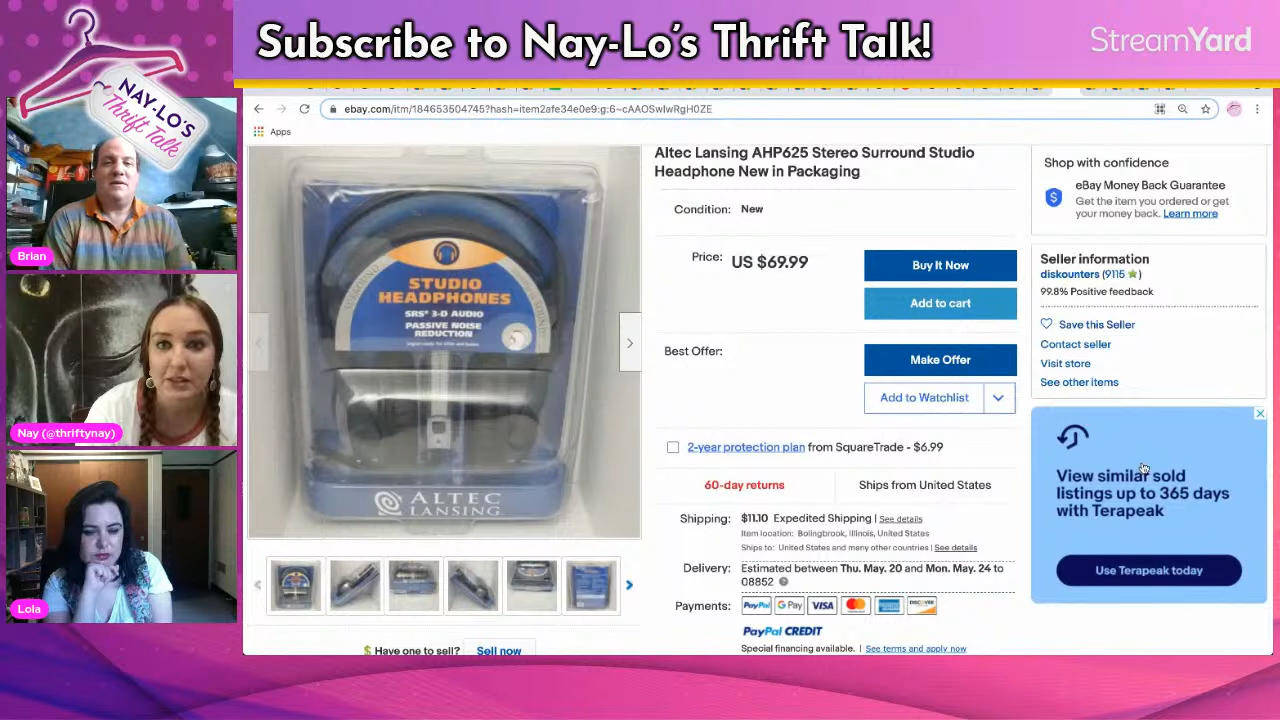 Subscribe to Nay-Lo's Thrift Talk!
StreamYard
NAY-LO'S
Thrift Talk
Brian
Nay (@thriftynay)
Lola
ebay.com/itm/184653504745?hash=item2afe34e0e9:g:6~cAAOSwIwRgH0ZE
Apps
STUDIO
HEADPHONES
SRS® 3-D AUDIO
PASSIVE NOISE
REDUCTION
ALTEC
LANSING
Have one to sell? Sell now
Altec Lansing AHP625 Stereo Surround Studio
Headphone New in Packaging
Condition: New
Price: US $69.99
Buy It Now
Add to cart
Best Offer:
Make Offer
Add to Watchlist
2-year protection plan from SquareTrade - $6.99
60-day returns
Ships from United States
Shipping: $11.10 Expedited Shipping | See details
Item location: Bolingbrook, Illinois, United States
Ships to: United States and many other countries | See details
Delivery: Estimated between Thu. May. 20 and Mon. May. 24 to
08852
Payments: PayPal G Pay VISA
PayPal CREDIT
Special financing available. | See terms and apply now
Shop with confidence
eBay Money Back Guarantee
Get the item you ordered or get
your money back. Learn more
Seller information
diskounters (9115)
99.8% Positive feedback
Save this Seller
Contact seller
Visit store
See other items
View similar sold
listings up to 365 days
with Terapeak
Use Terapeak today